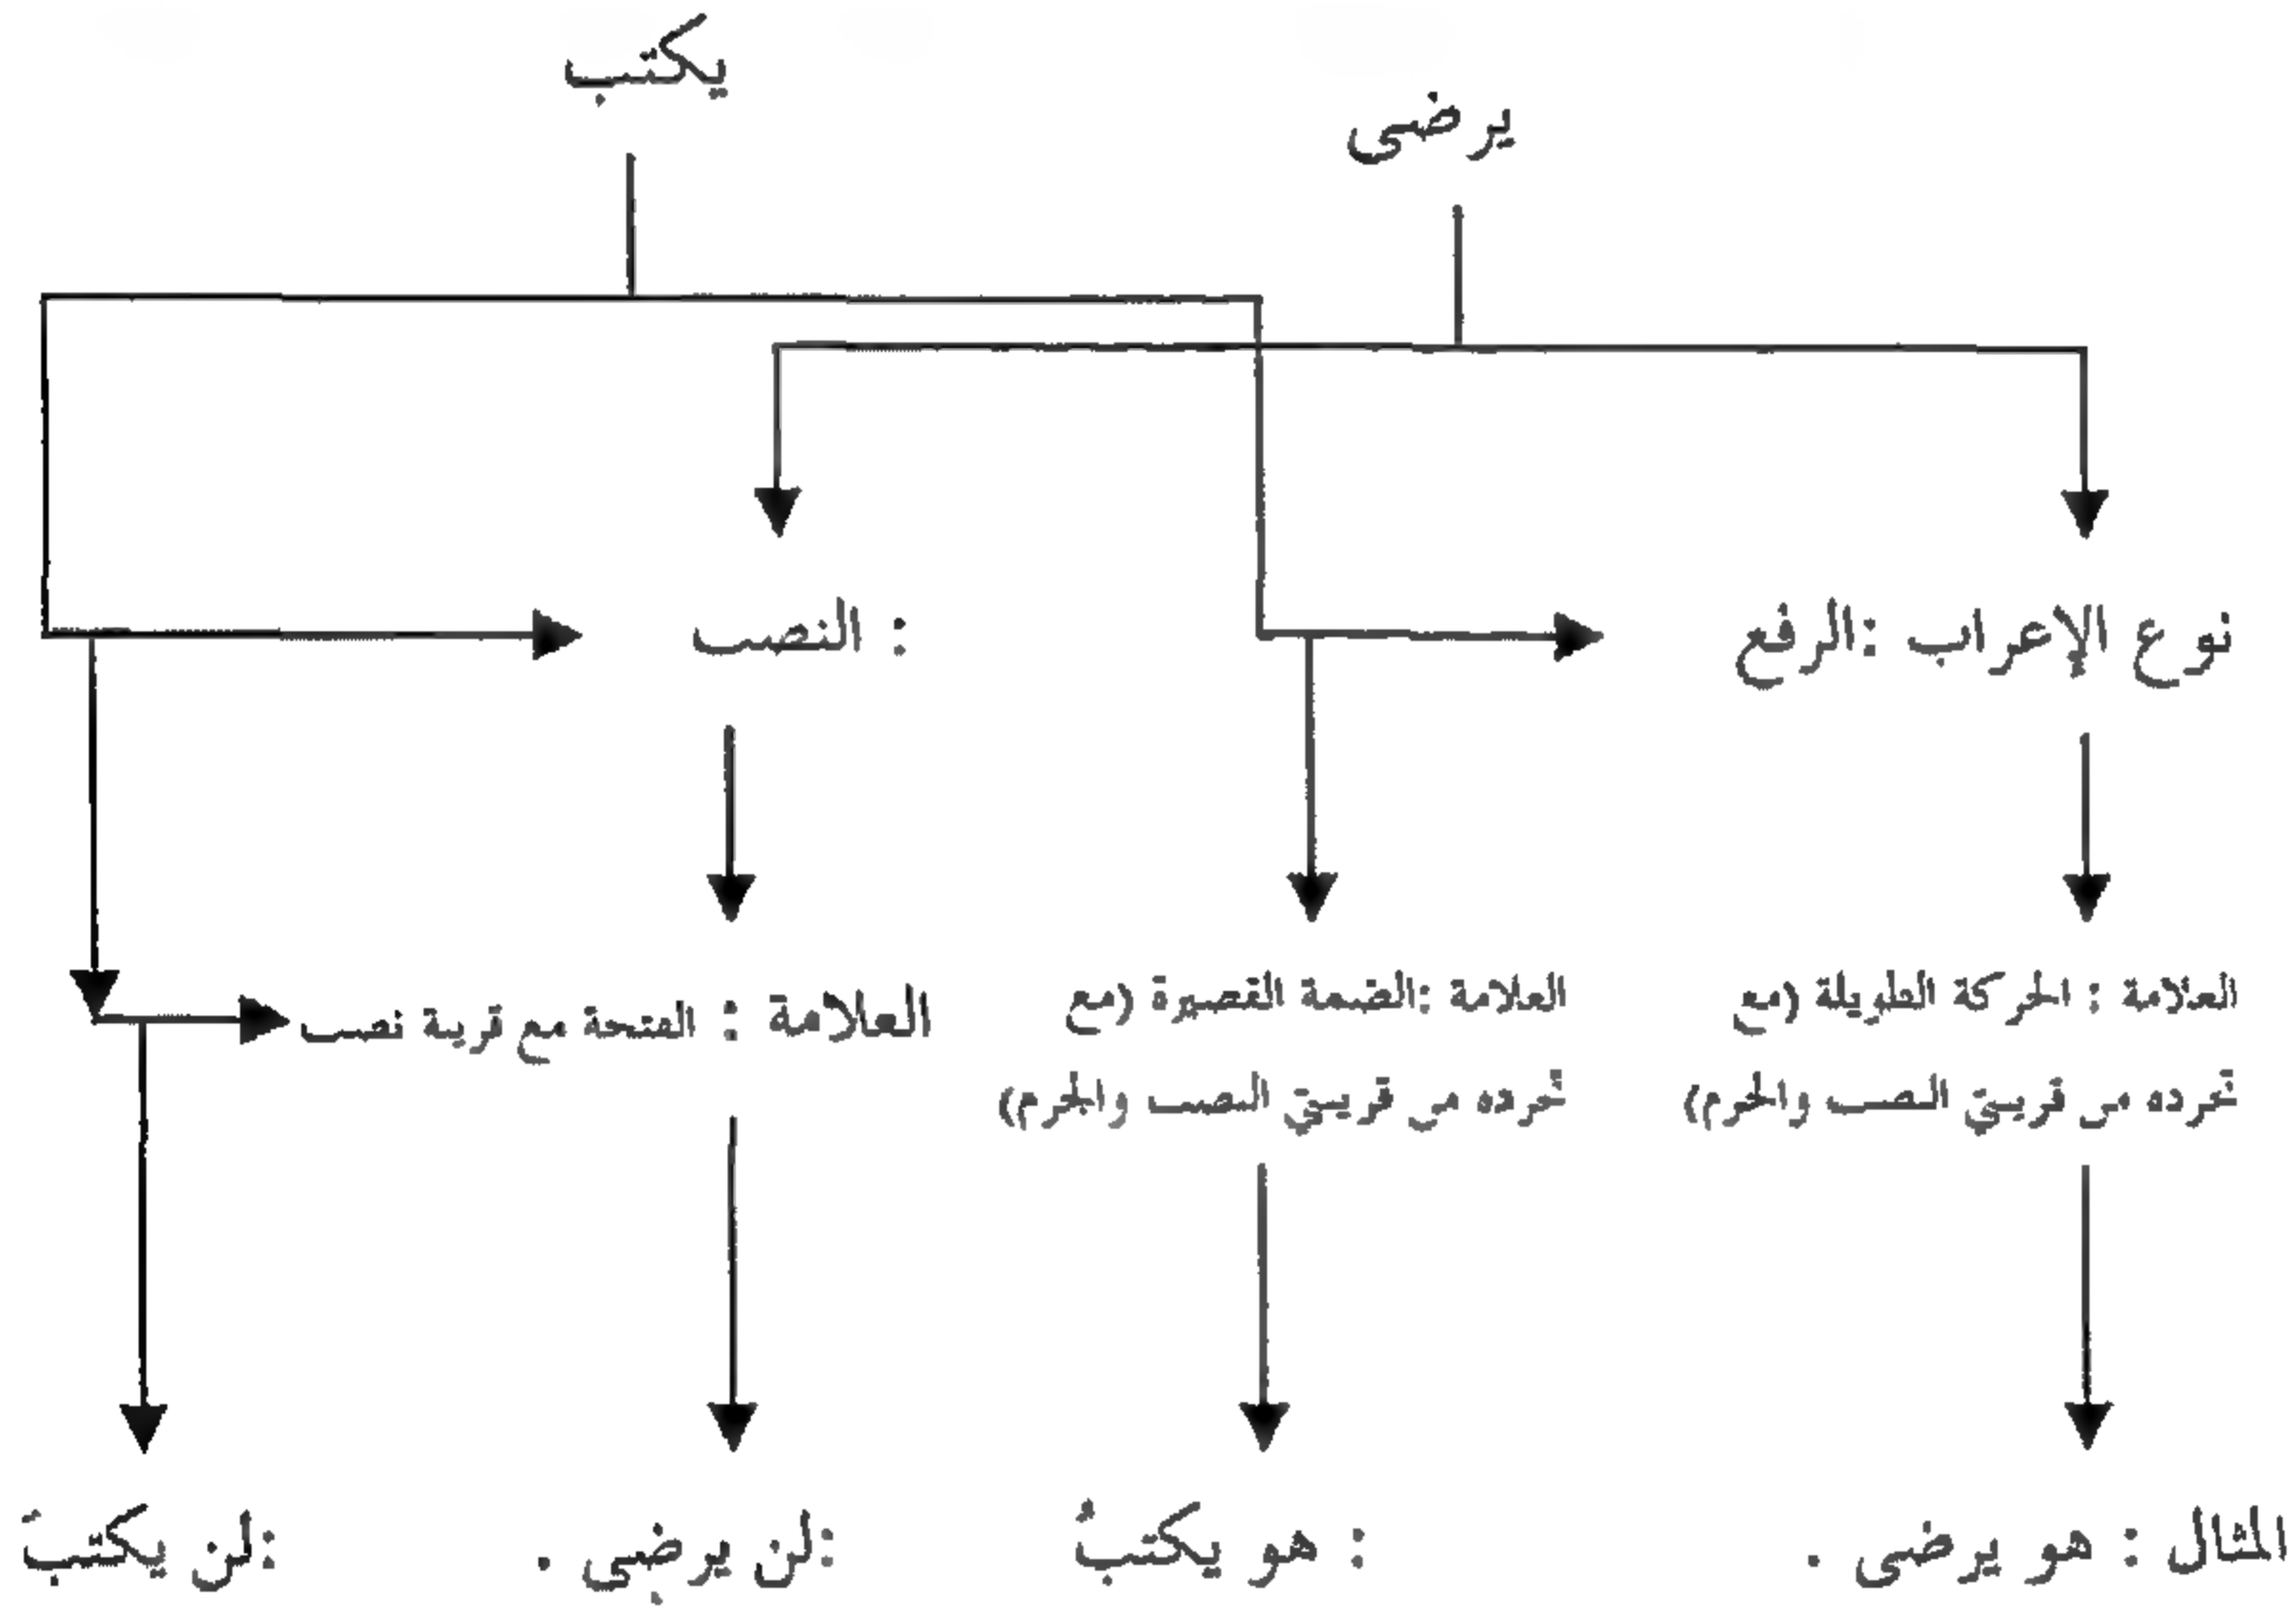 يكتب
يرضى
نوع الإعراب :الرفع
: النصب
العلامة : الحركة الطويلة (مع
تجرده من قرينتي النصب والجزم)
العلامة :الضمة القصيرة (مع
تجرده من قرينتي النصب والجزم)
العلامة : الفتحة مع قرينة نصب
المثال : هو يرضى .
: هو يكتبُ
:لن يرضى .
:لن يكتبَ